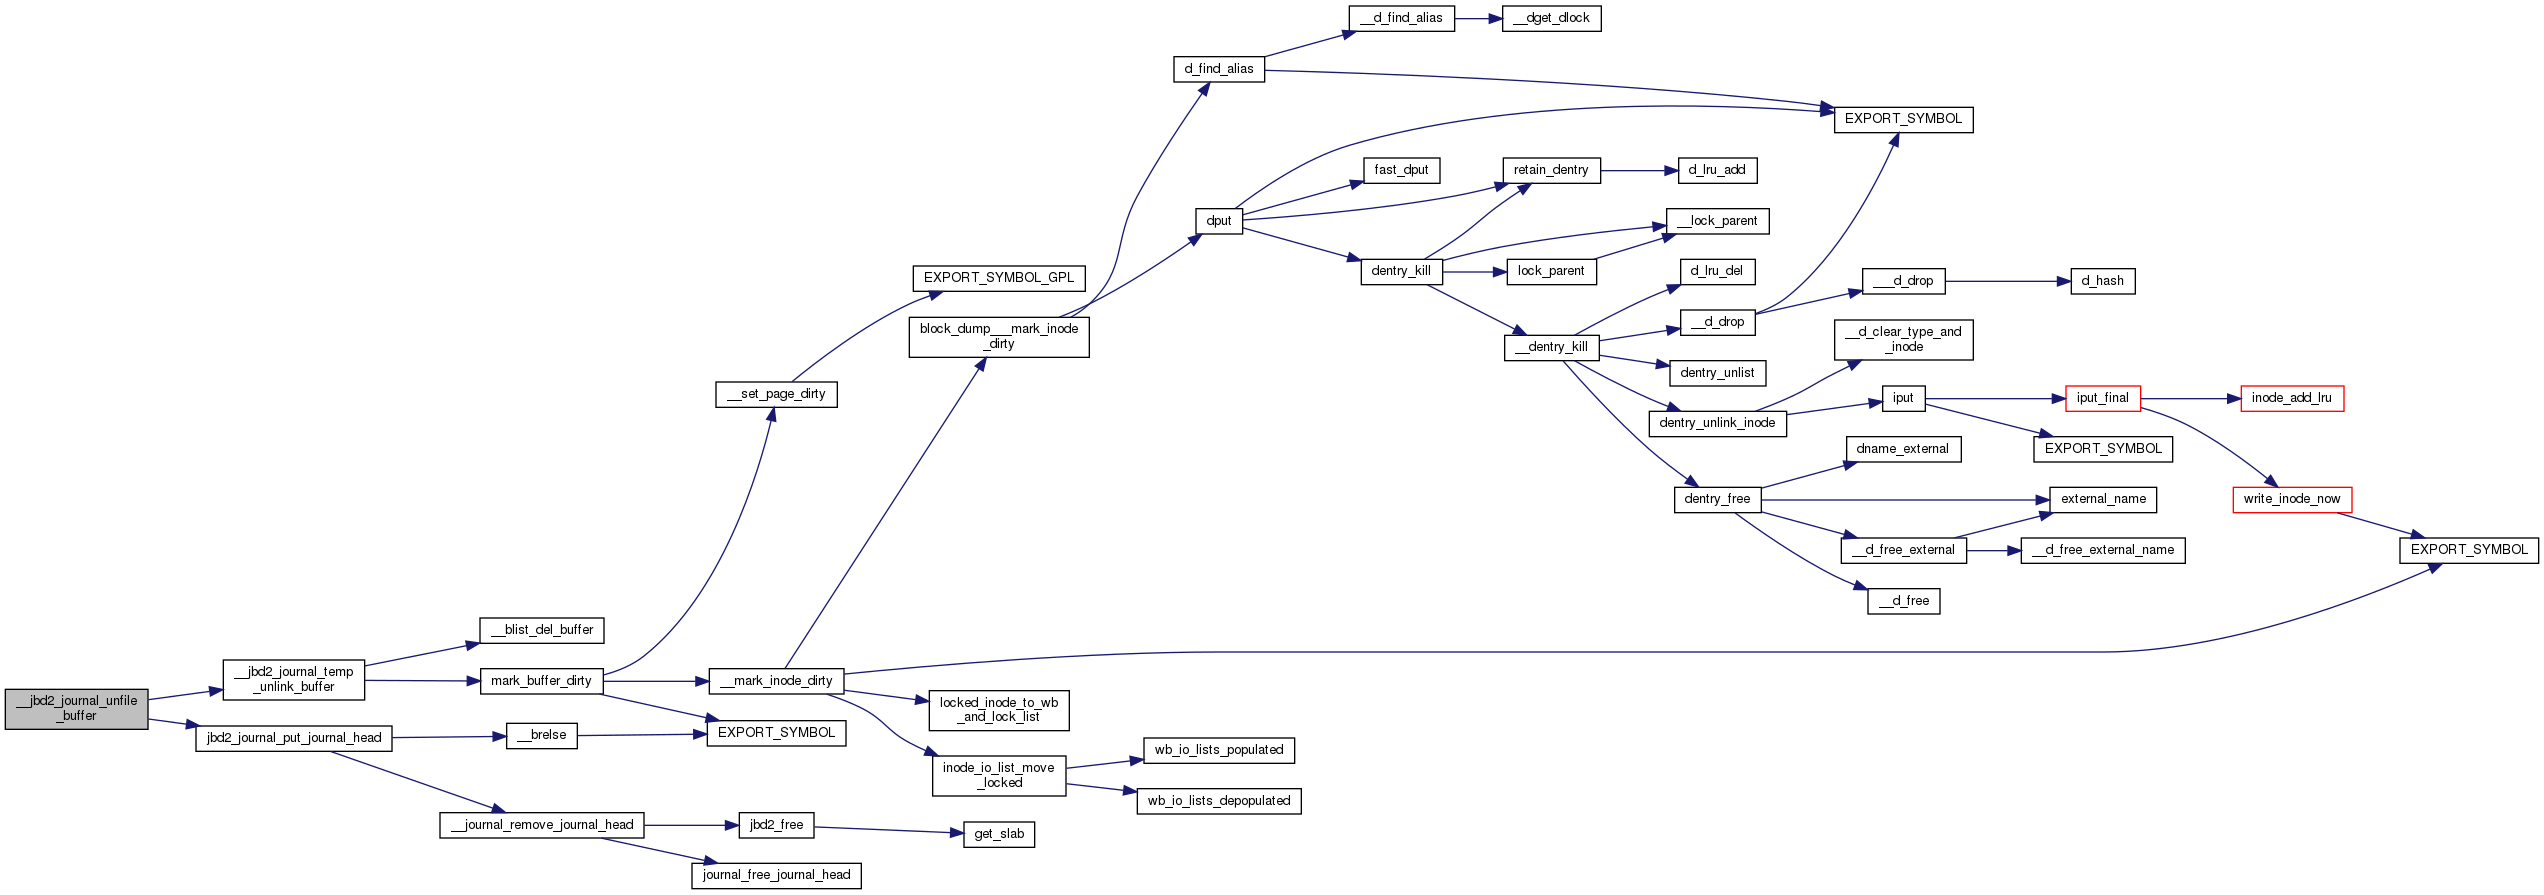 __jbd2_journal_unfile
_buffer
__jbd2_journal_temp
_unlink_buffer
jbd2_journal_put_journal_head
__blist_del_buffer
mark_buffer_dirty
__brelse
__journal_remove_journal_head
__set_page_dirty
__mark_inode_dirty
EXPORT_SYMBOL
jbd2_free
journal_free_journal_head
EXPORT_SYMBOL_GPL
block_dump___mark_inode
_dirty
locked_inode_to_wb
_and_lock_list
inode_io_list_move
_locked
get_slab
d_find_alias
dput
wb_io_lists_populated
wb_io_lists_depopulated
__d_find_alias
__dget_dlock
fast_dput
retain_dentry
d_lru_add
dentry_kill
lock_parent
__lock_parent
__dentry_kill
d_lru_del
__d_drop
dentry_unlist
dentry_unlink_inode
dentry_free
EXPORT_SYMBOL
___d_drop
d_hash
__d_clear_type_and
_inode
iput
iput_final
inode_add_lru
EXPORT_SYMBOL
dname_external
external_name
__d_free_external
__d_free_external_name
__d_free
write_inode_now
EXPORT_SYMBOL